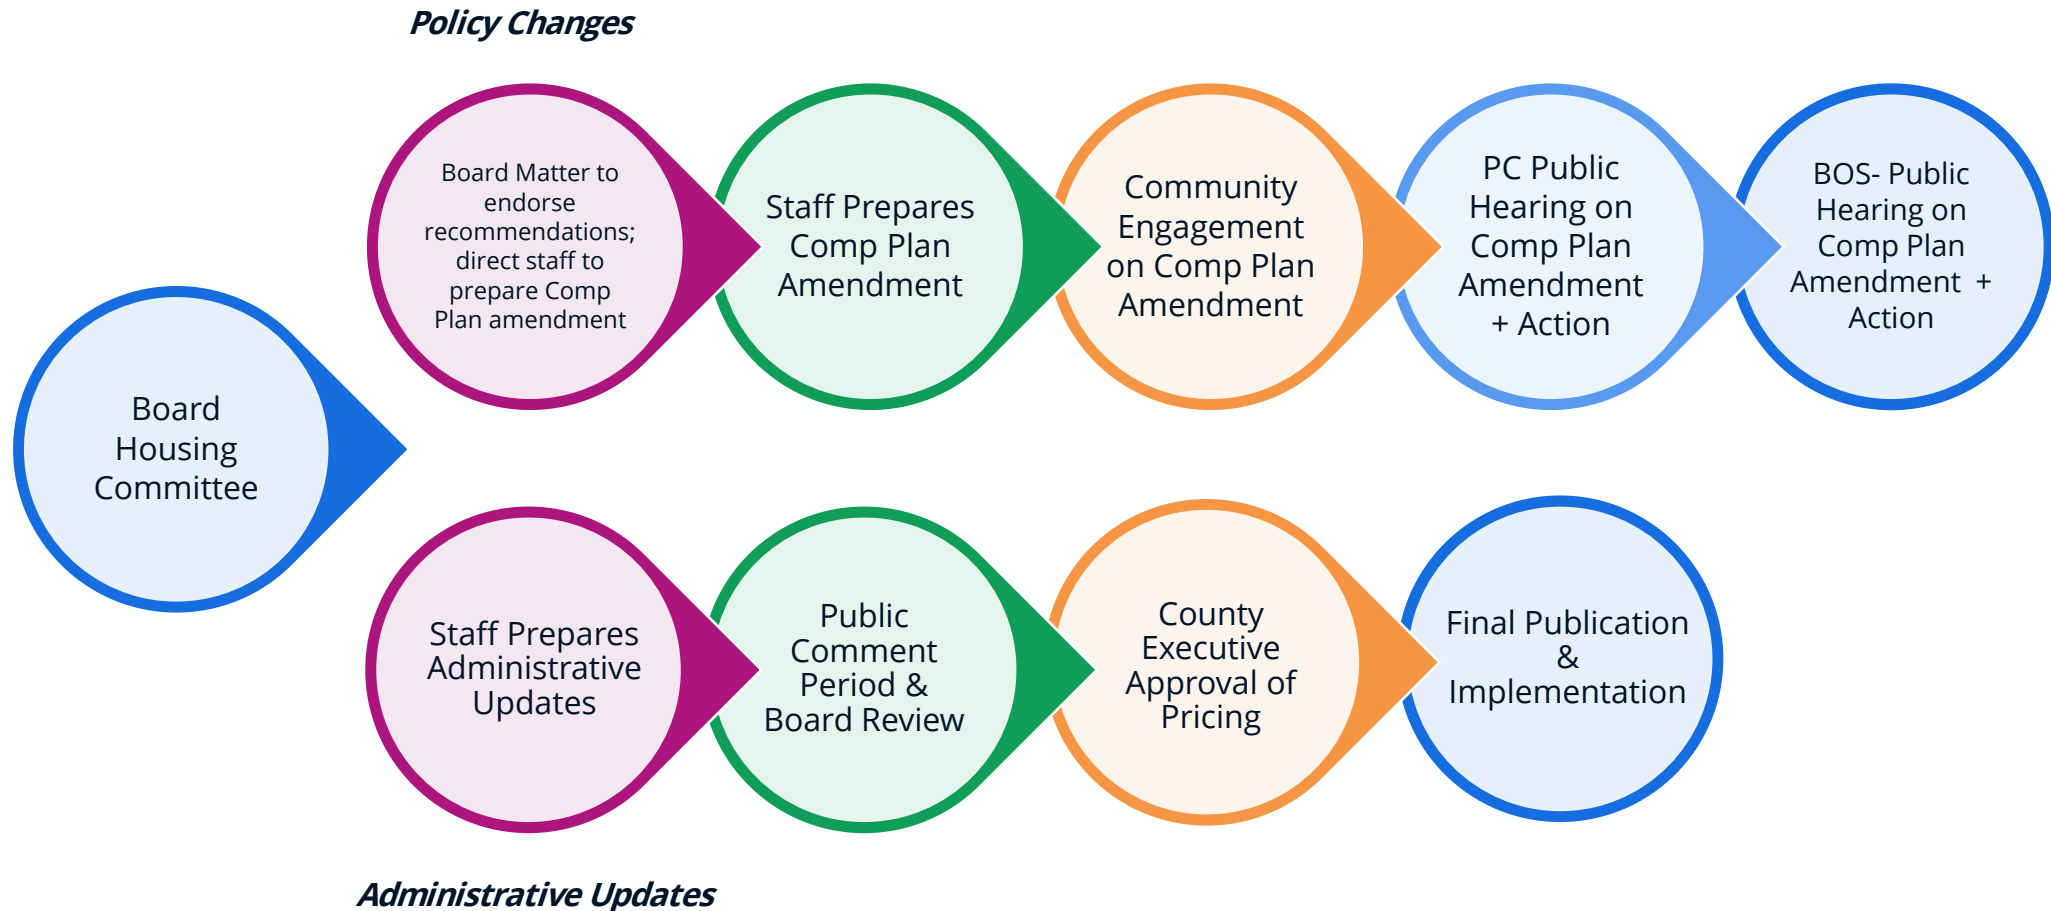 Policy Changes
Board Matter to
endorse
recommendations;
direct staff to
prepare Comp
Plan amendment
Staff Prepares
Comp Plan
Amendment
Community
Engagement
on Comp Plan
Amendment
PC Public
Hearing on
Comp Plan
Amendment
+ Action
BOS- Public
Hearing on
Comp Plan
Amendment +
Action
Board
Housing
Committee
Staff Prepares
Administrative
Updates
Public
Comment
Period &
Board Review
County
Executive
Approval of
Pricing
Final Publication
&
Implementation
Administrative Updates